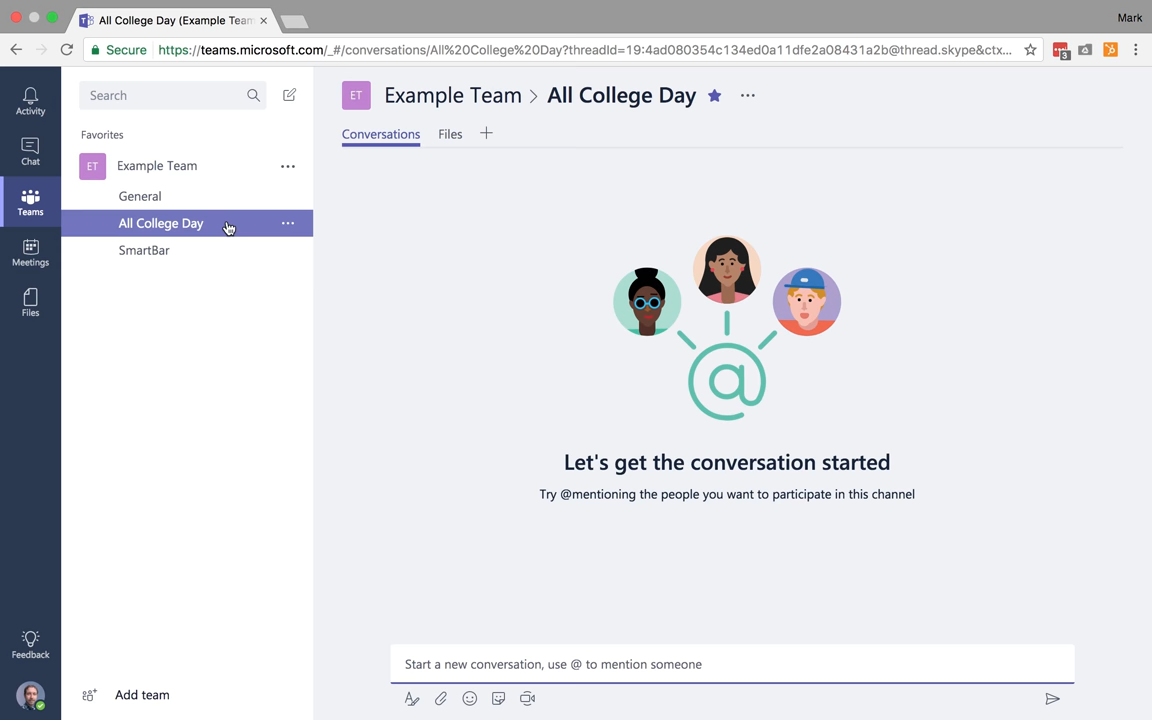 All College Day (Example Team
Mark
Secure
https://teams.microsoft.com/_#/conversations/All%20College%20Day?threadId=19:4ad080354c134ed0a11dfe2a08431a2b@thread.skype&ctx...
3
Activity
Chat
Teams
Meetings
Files
Feedback
Search
Favorites
ET Example Team
General
All College Day
SmartBar
Add team
ET Example Team > All College Day
Conversations Files
Let's get the conversation started
Try @mentioning the people you want to participate in this channel
Start a new conversation, use @ to mention someone